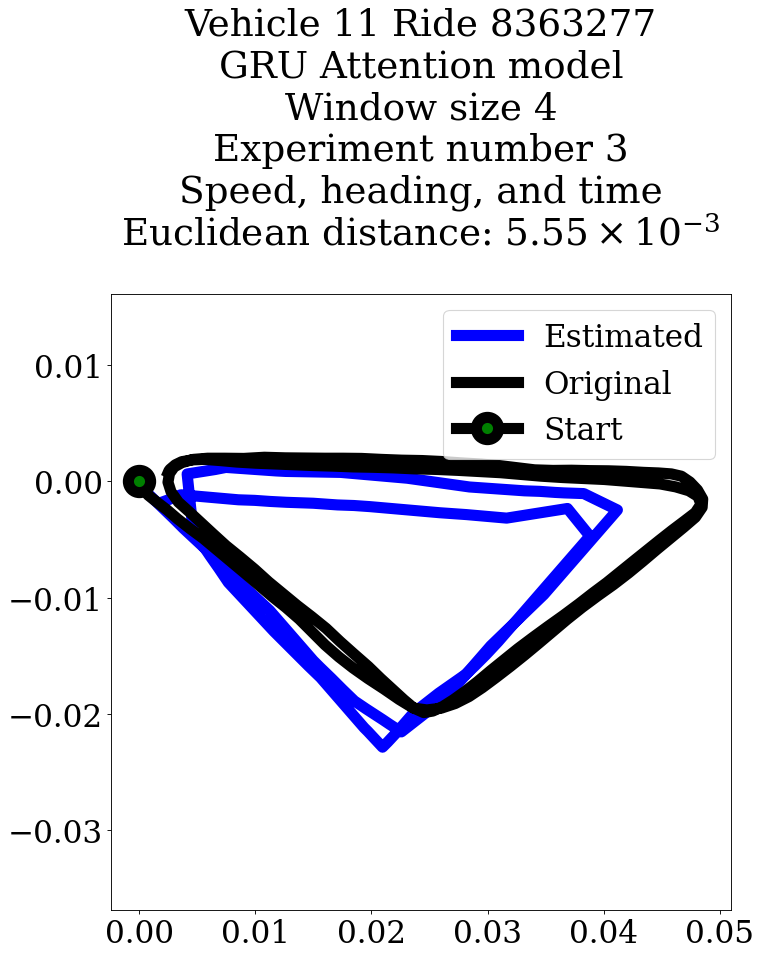 Vehicle 11 Ride 8363277
GRU Attention model
Window size 4
Experiment number 3
Speed, heading, and time
Euclidean distance: 5.55 × 10⁻³
Estimated
Original
Start
0.01
0.00
−0.01
−0.02
−0.03
0.00 0.01 0.02 0.03 0.04 0.05